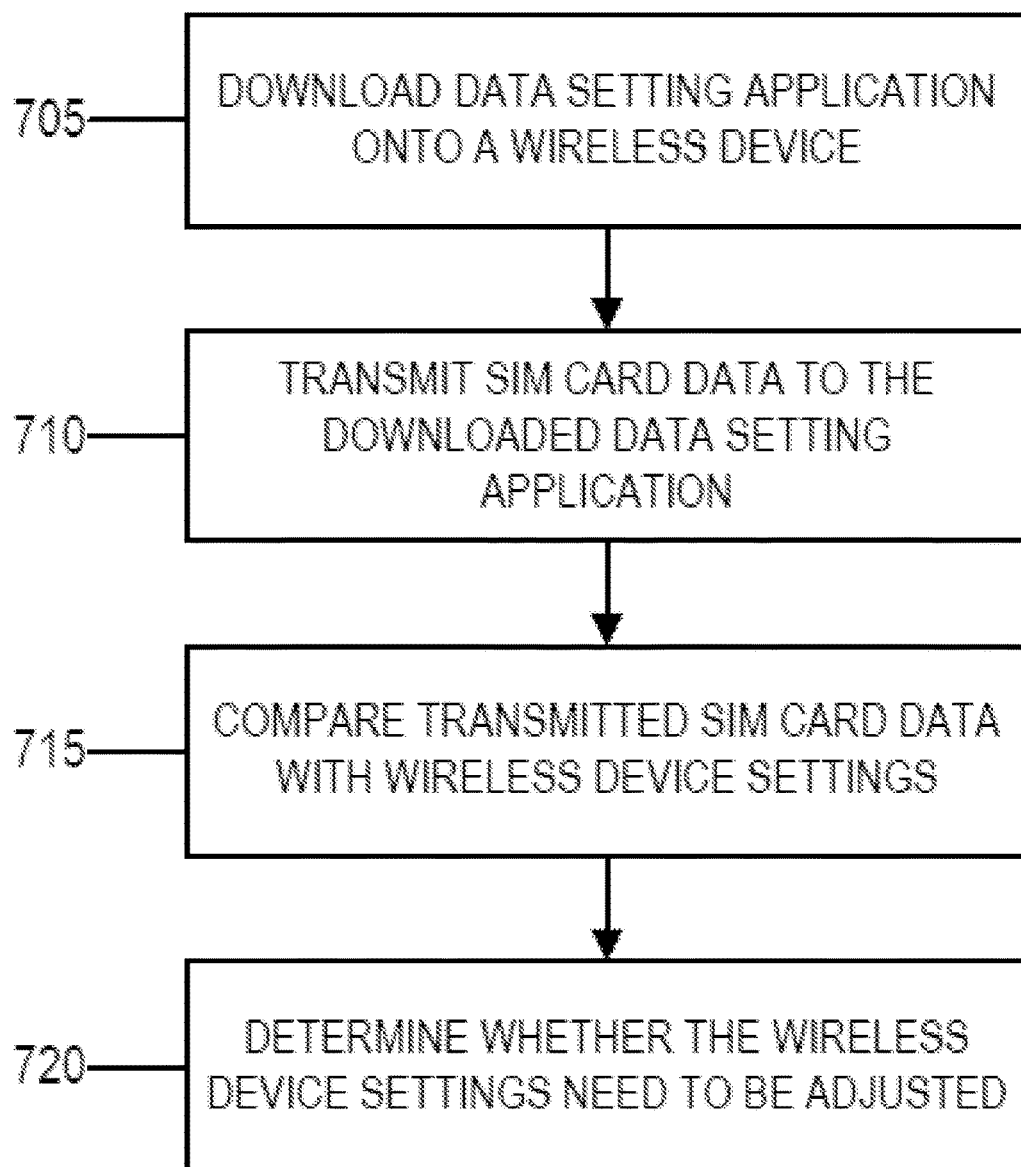 705
DOWNLOAD DATA SETTING APPLICATION
ONTO A WIRELESS DEVICE
710
TRANSMIT SIM CARD DATA TO THE
DOWNLOADED DATA SETTING
APPLICATION
715
COMPARE TRANSMITTED SIM CARD DATA
WITH WIRELESS DEVICE SETTINGS
720
DETERMINE WHETHER THE WIRELESS
DEVICE SETTINGS NEED TO BE ADJUSTED